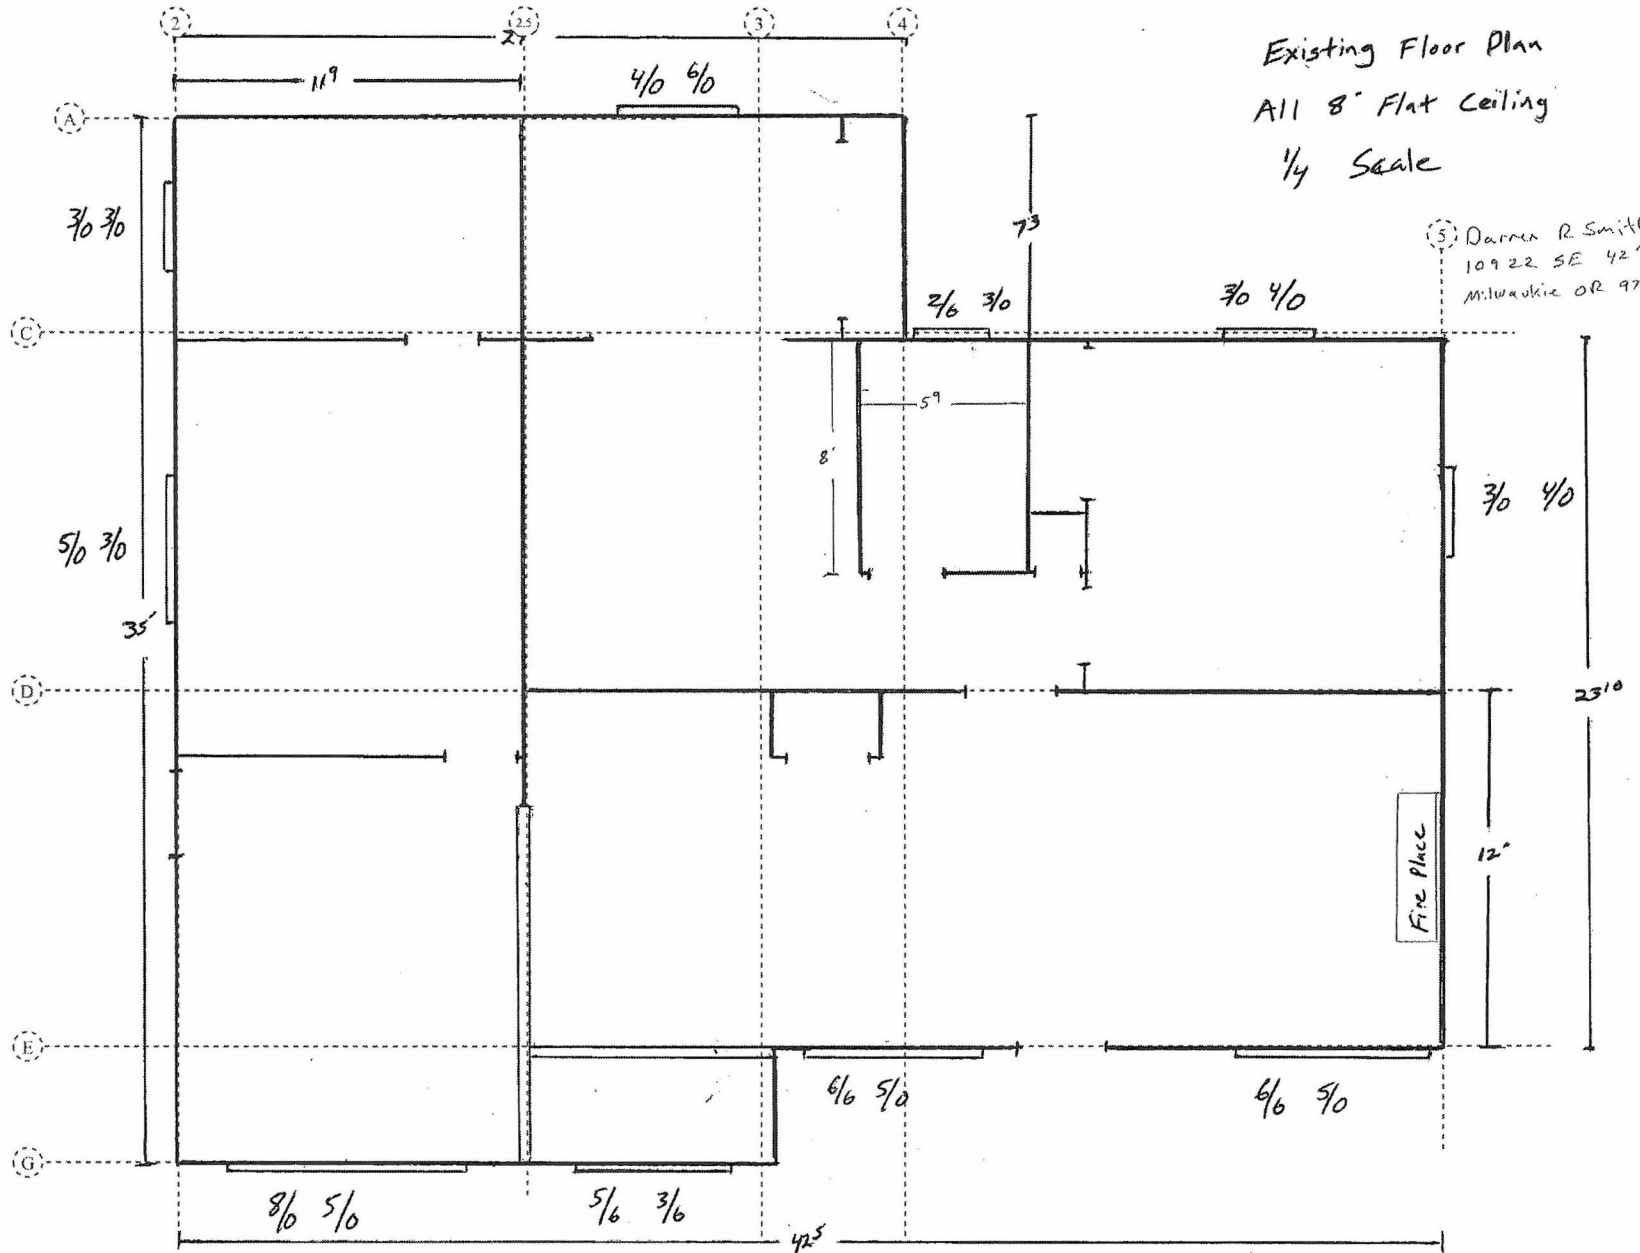 2 2.5 3 4
27
11⁹
4/0 6/0
Existing Floor Plan
All 8' Flat Ceiling
1/4 Scale
A
3/0 3/0
7³
5
Darren R Smith
10922 SE
Milwaukie OR
2/6 3/0
3/0 4/0
C
5⁹
8'
3/0 4/0
5/0 3/0
35'
D
23¹⁰
12'
Fire Place
E
6/6 5/0
6/6 5/0
G
8/0 5/0
5/6 3/6
42⁵